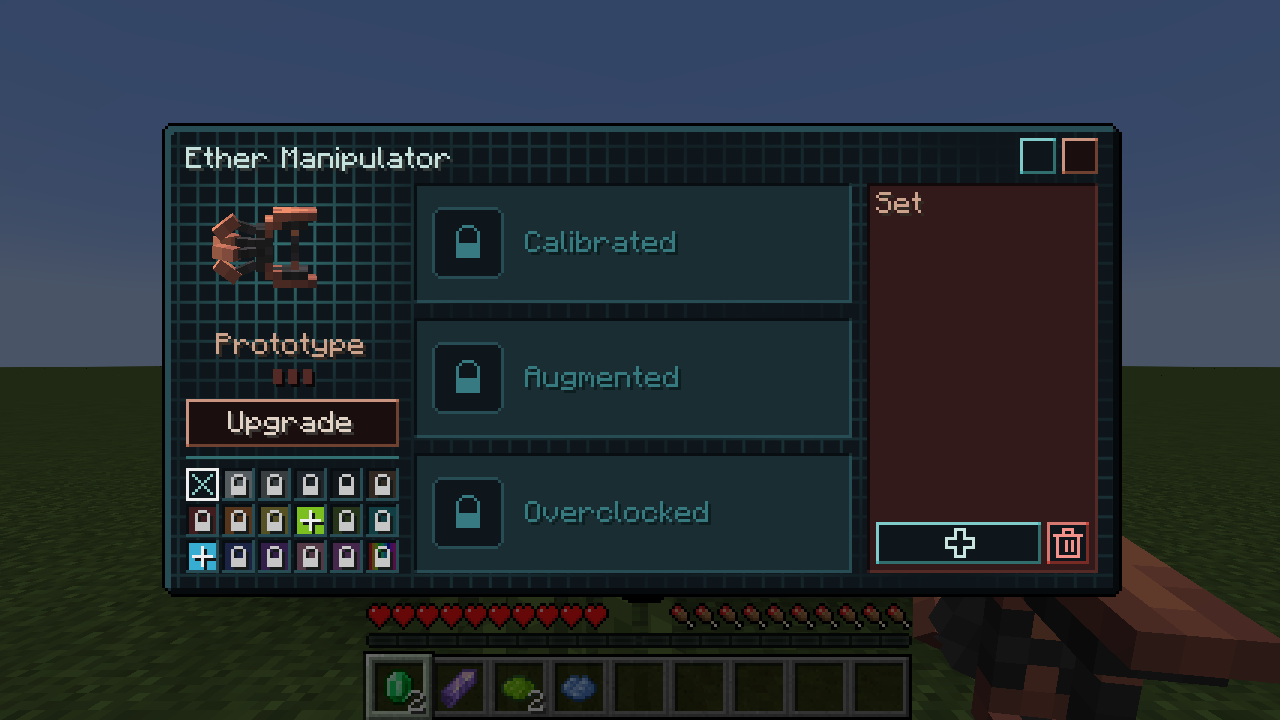 Ether Manipulator
Set
Calibrated
Prototype
Augmented
Upgrade
Overclocked
2
2